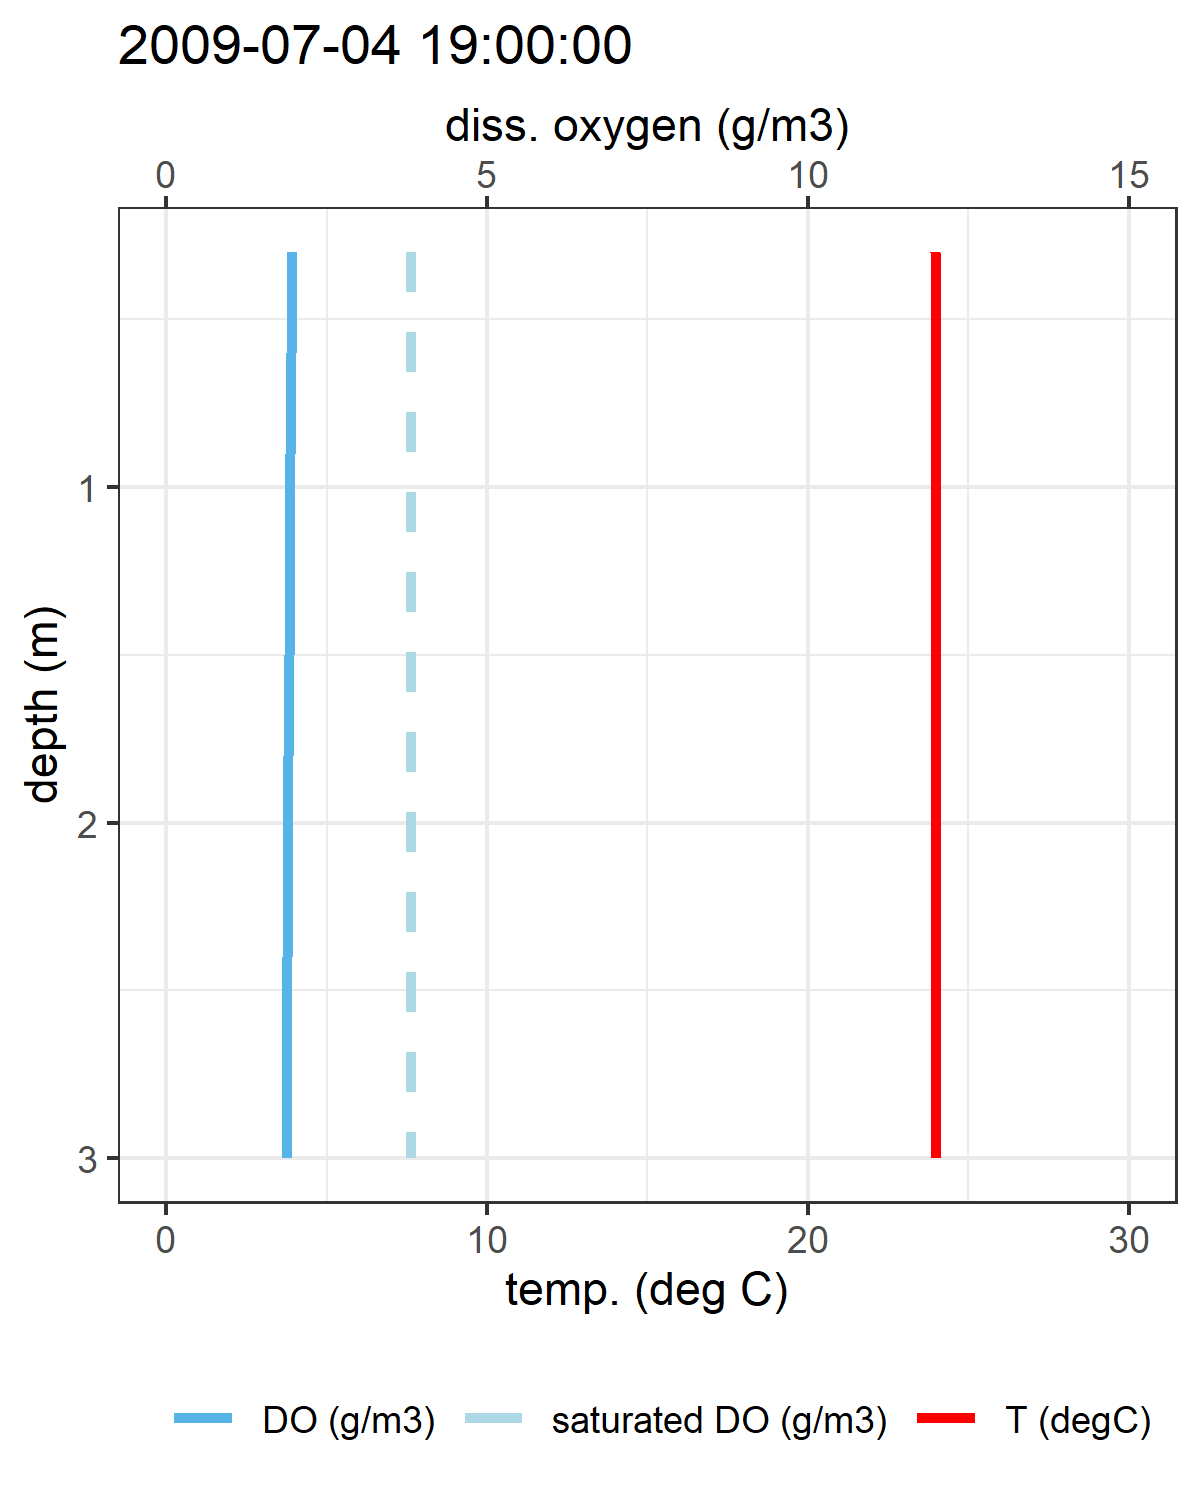 2009-07-04 19:00:00
diss. oxygen (g/m3)
0 5 10 15
depth (m)
1
2
3
0 10 20 30
temp. (deg C)
DO (g/m3) saturated DO (g/m3) T (degC)